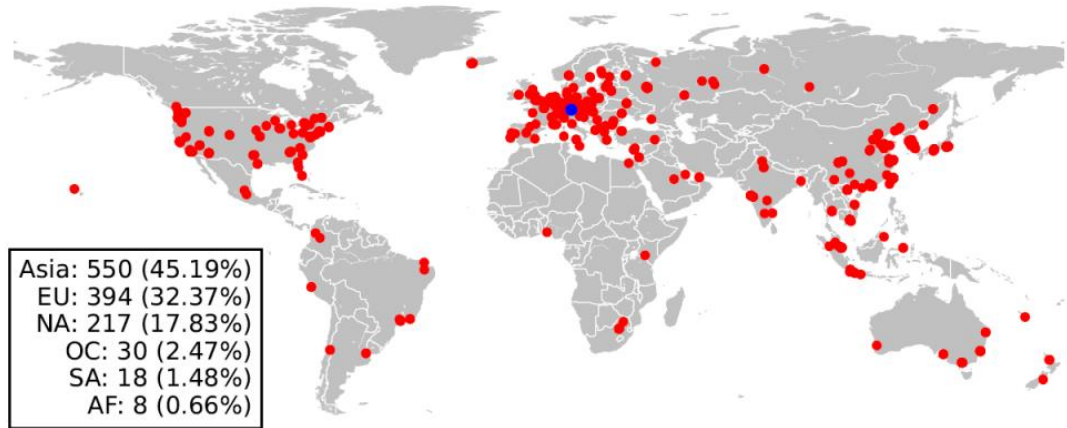 Asia: 550 (45.19%)
EU: 394 (32.37%)
NA: 217 (17.83%)
OC: 30 (2.47%)
SA: 18 (1.48%)
AF: 8 (0.66%)